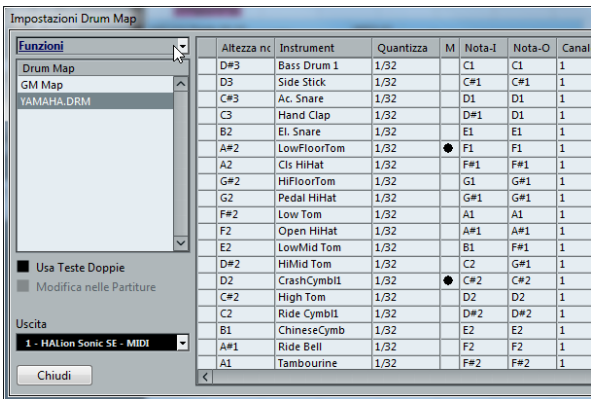 Impostazioni Drum Map
Funzioni
Drum Map
GM Map
YAMAHA.DRM
Usa Teste Doppie
Modifica nelle Partiture
Uscita
1 - HALion Sonic SE - MIDI
Chiudi
Altezza no Instrument Quantizza M Nota-I Nota-O Canal
D#3 Bass Drum 1 1/32 C1 C1 1
D3 Side Stick 1/32 C#1 C#1 1
C#3 Ac. Snare 1/32 D1 D1 1
C3 Hand Clap 1/32 D#1 D#1 1
B2 El. Snare 1/32 E1 E1 1
A#2 LowFloorTom 1/32 F1 F1 1
A2 Cls HiHat 1/32 F#1 F#1 1
G#2 HiFloorTom 1/32 G1 G#1 1
G2 Pedal HiHat 1/32 G#1 G#1 1
F#2 Low Tom 1/32 A1 A1 1
F2 Open HiHat 1/32 A#1 A#1 1
E2 LowMid Tom 1/32 B1 F#1 1
D#2 HiMid Tom 1/32 C2 G#1 1
D2 CrashCymbl1 1/32 C#2 C#2 1
C#2 High Tom 1/32 D2 D2 1
C2 Ride Cymbl1 1/32 D#2 D#2 1
B1 ChineseCymb 1/32 E2 E2 1
A#1 Ride Bell 1/32 F2 F2 1
A1 Tambourine 1/32 F#2 F#2 1